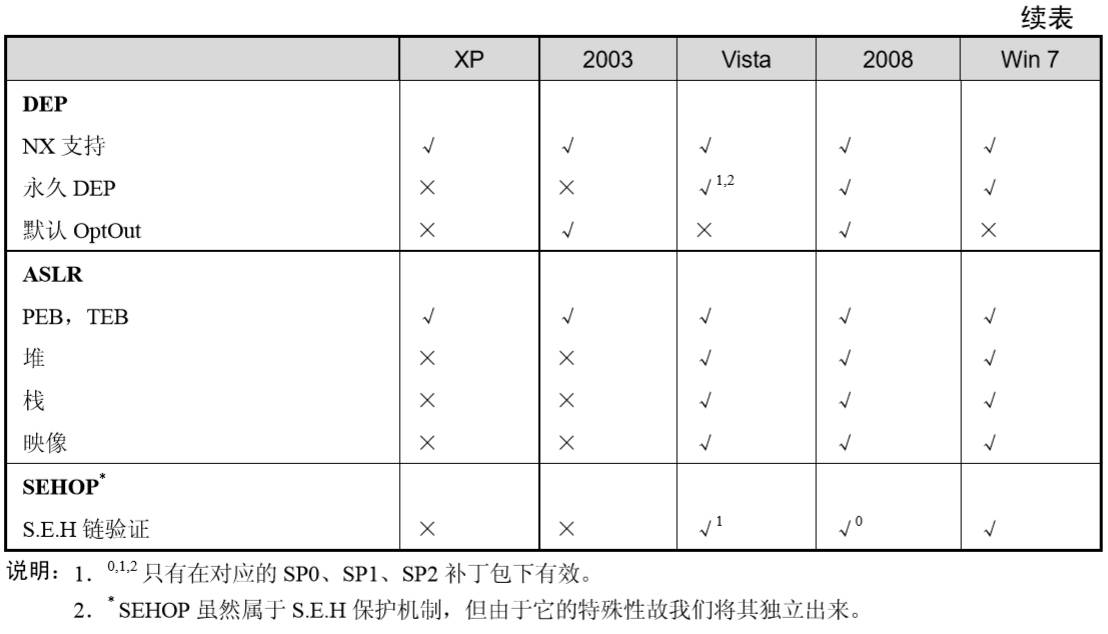 续表
XP 2003 Vista 2008 Win 7
DEP
NX 支持 √ √ √ √ √
永久 DEP × × √1,2 √ √
默认 OptOut × √ × √ ×
ASLR
PEB，TEB √ √ √ √ √
堆 × × √ √ √
栈 × × √ √ √
映像 × × √ √ √
SEHOP*
S.E.H 链验证 × × √1 √0 √
说明：1．0,1,2 只有在对应的 SP0、SP1、SP2 补丁包下有效。
2．* SEHOP 虽然属于 S.E.H 保护机制，但由于它的特殊性故我们将其独立出来。